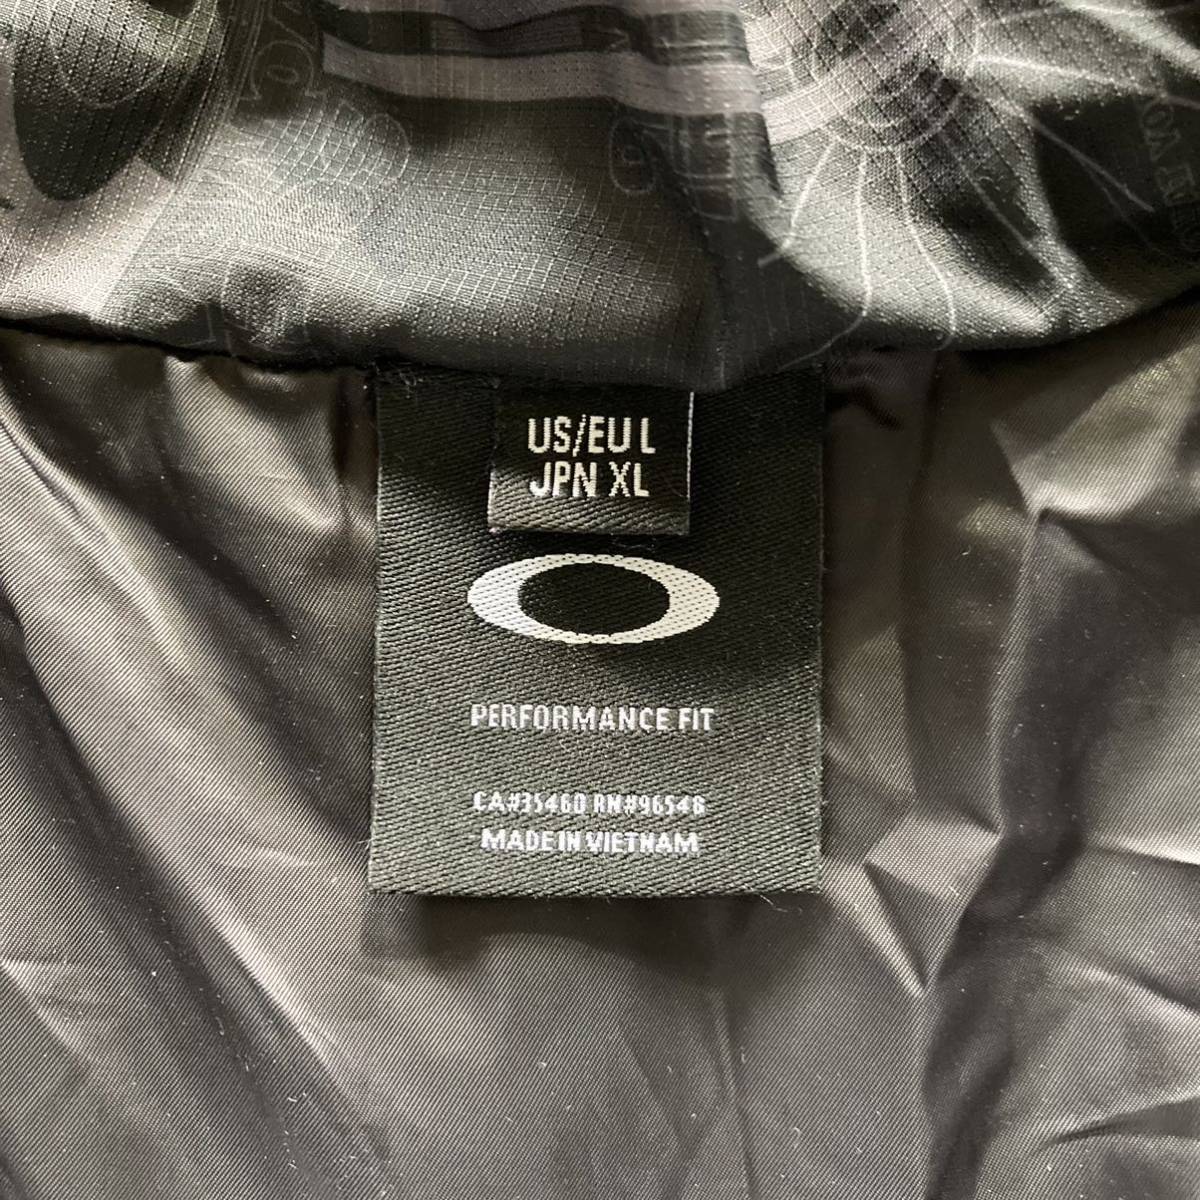 US/EU L
JPN XL
PERFORMANCE FIT
CA#35460 RN#96548
MADE IN VIETNAM